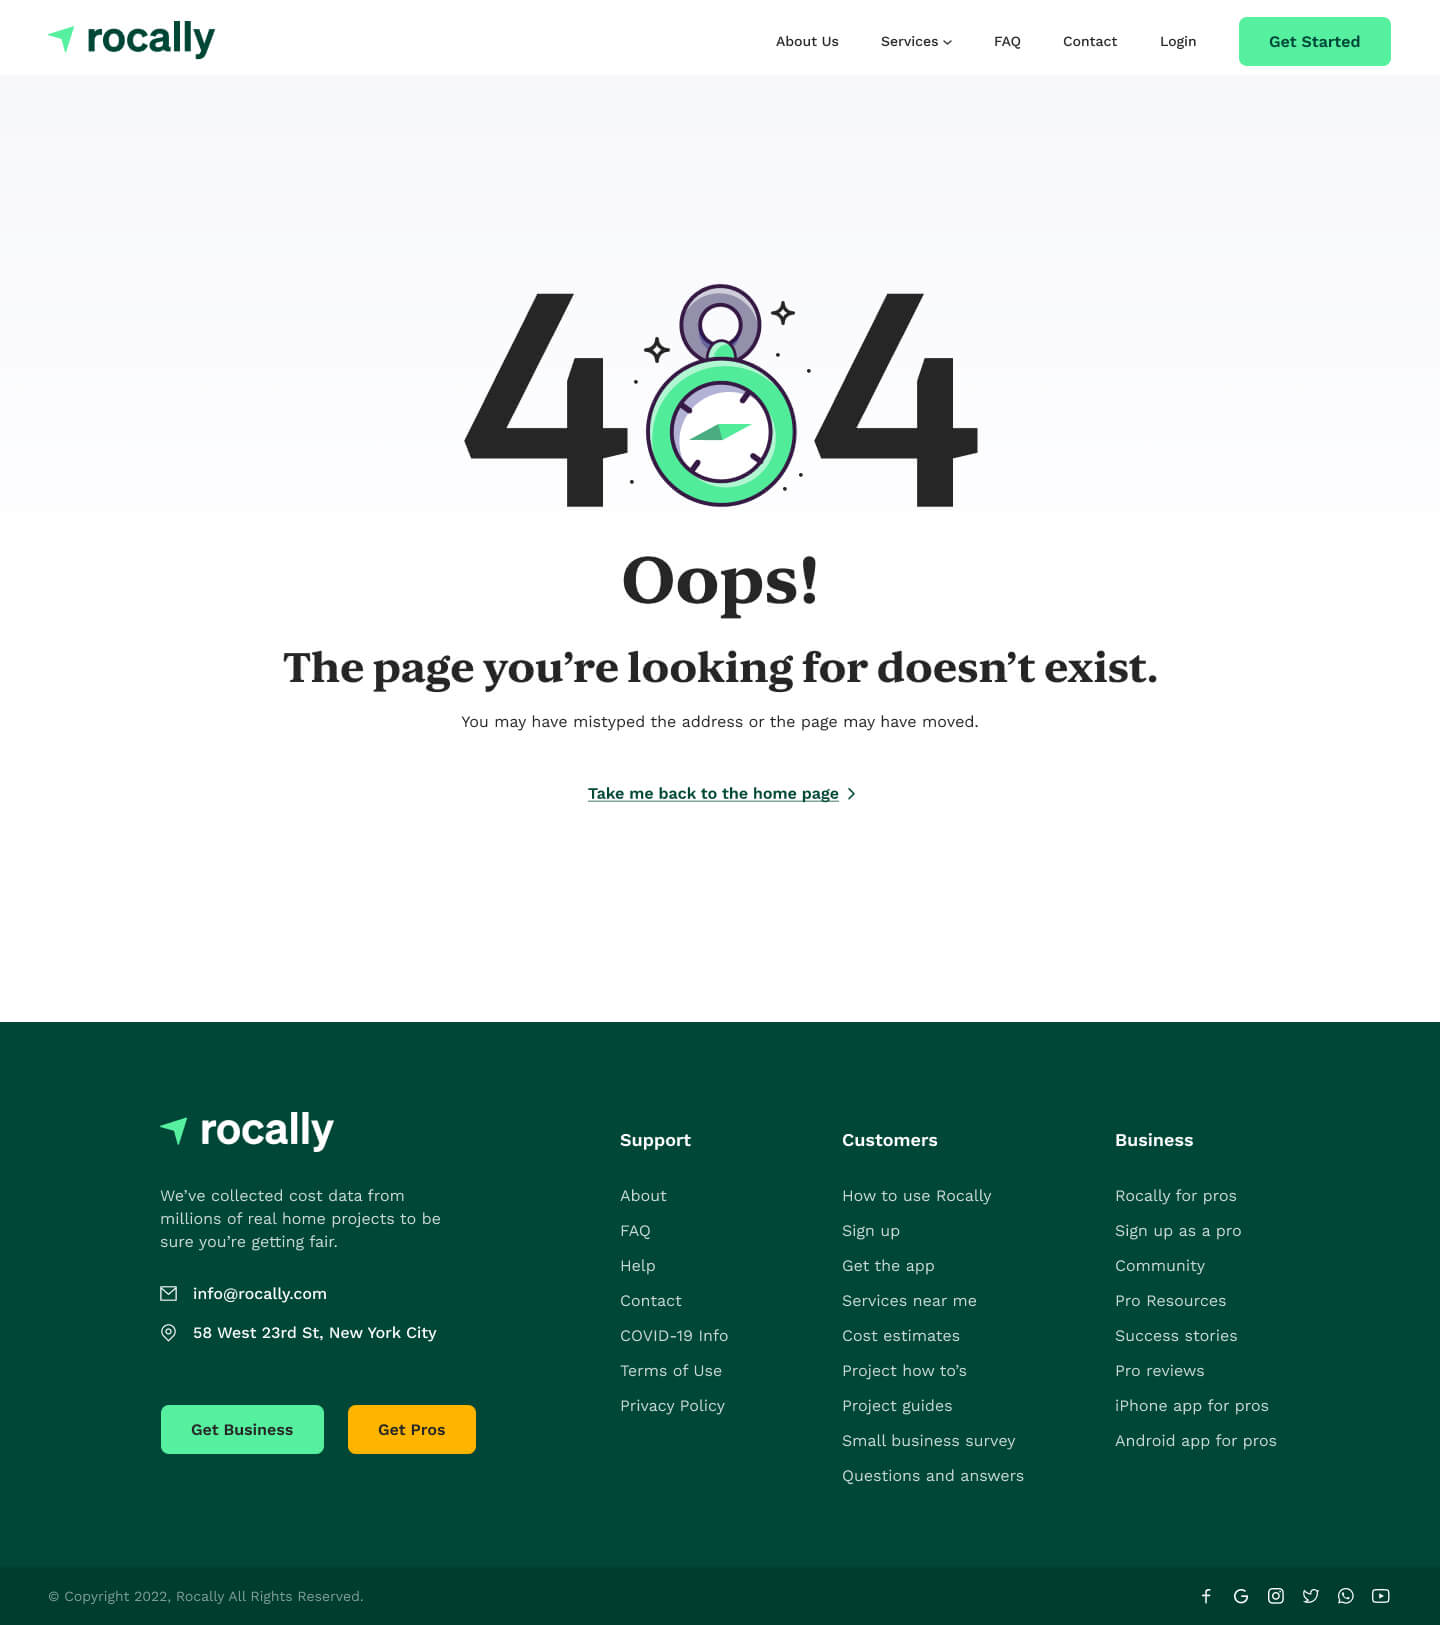 rocally
About Us
Services
FAQ
Contact
Login
Get Started
4 4
Oops!
The page you’re looking for doesn’t exist.
You may have mistyped the address or the page may have moved.
Take me back to the home page
rocally
We’ve collected cost data from
millions of real home projects to be
sure you’re getting fair.
info@rocally.com
58 West 23rd St, New York City
Get Business
Get Pros
Support
About
FAQ
Help
Contact
COVID-19 Info
Terms of Use
Privacy Policy
Customers
How to use Rocally
Sign up
Get the app
Services near me
Cost estimates
Project how to’s
Project guides
Small business survey
Questions and answers
Business
Rocally for pros
Sign up as a pro
Community
Pro Resources
Success stories
Pro reviews
iPhone app for pros
Android app for pros
© Copyright 2022, Rocally All Rights Reserved.